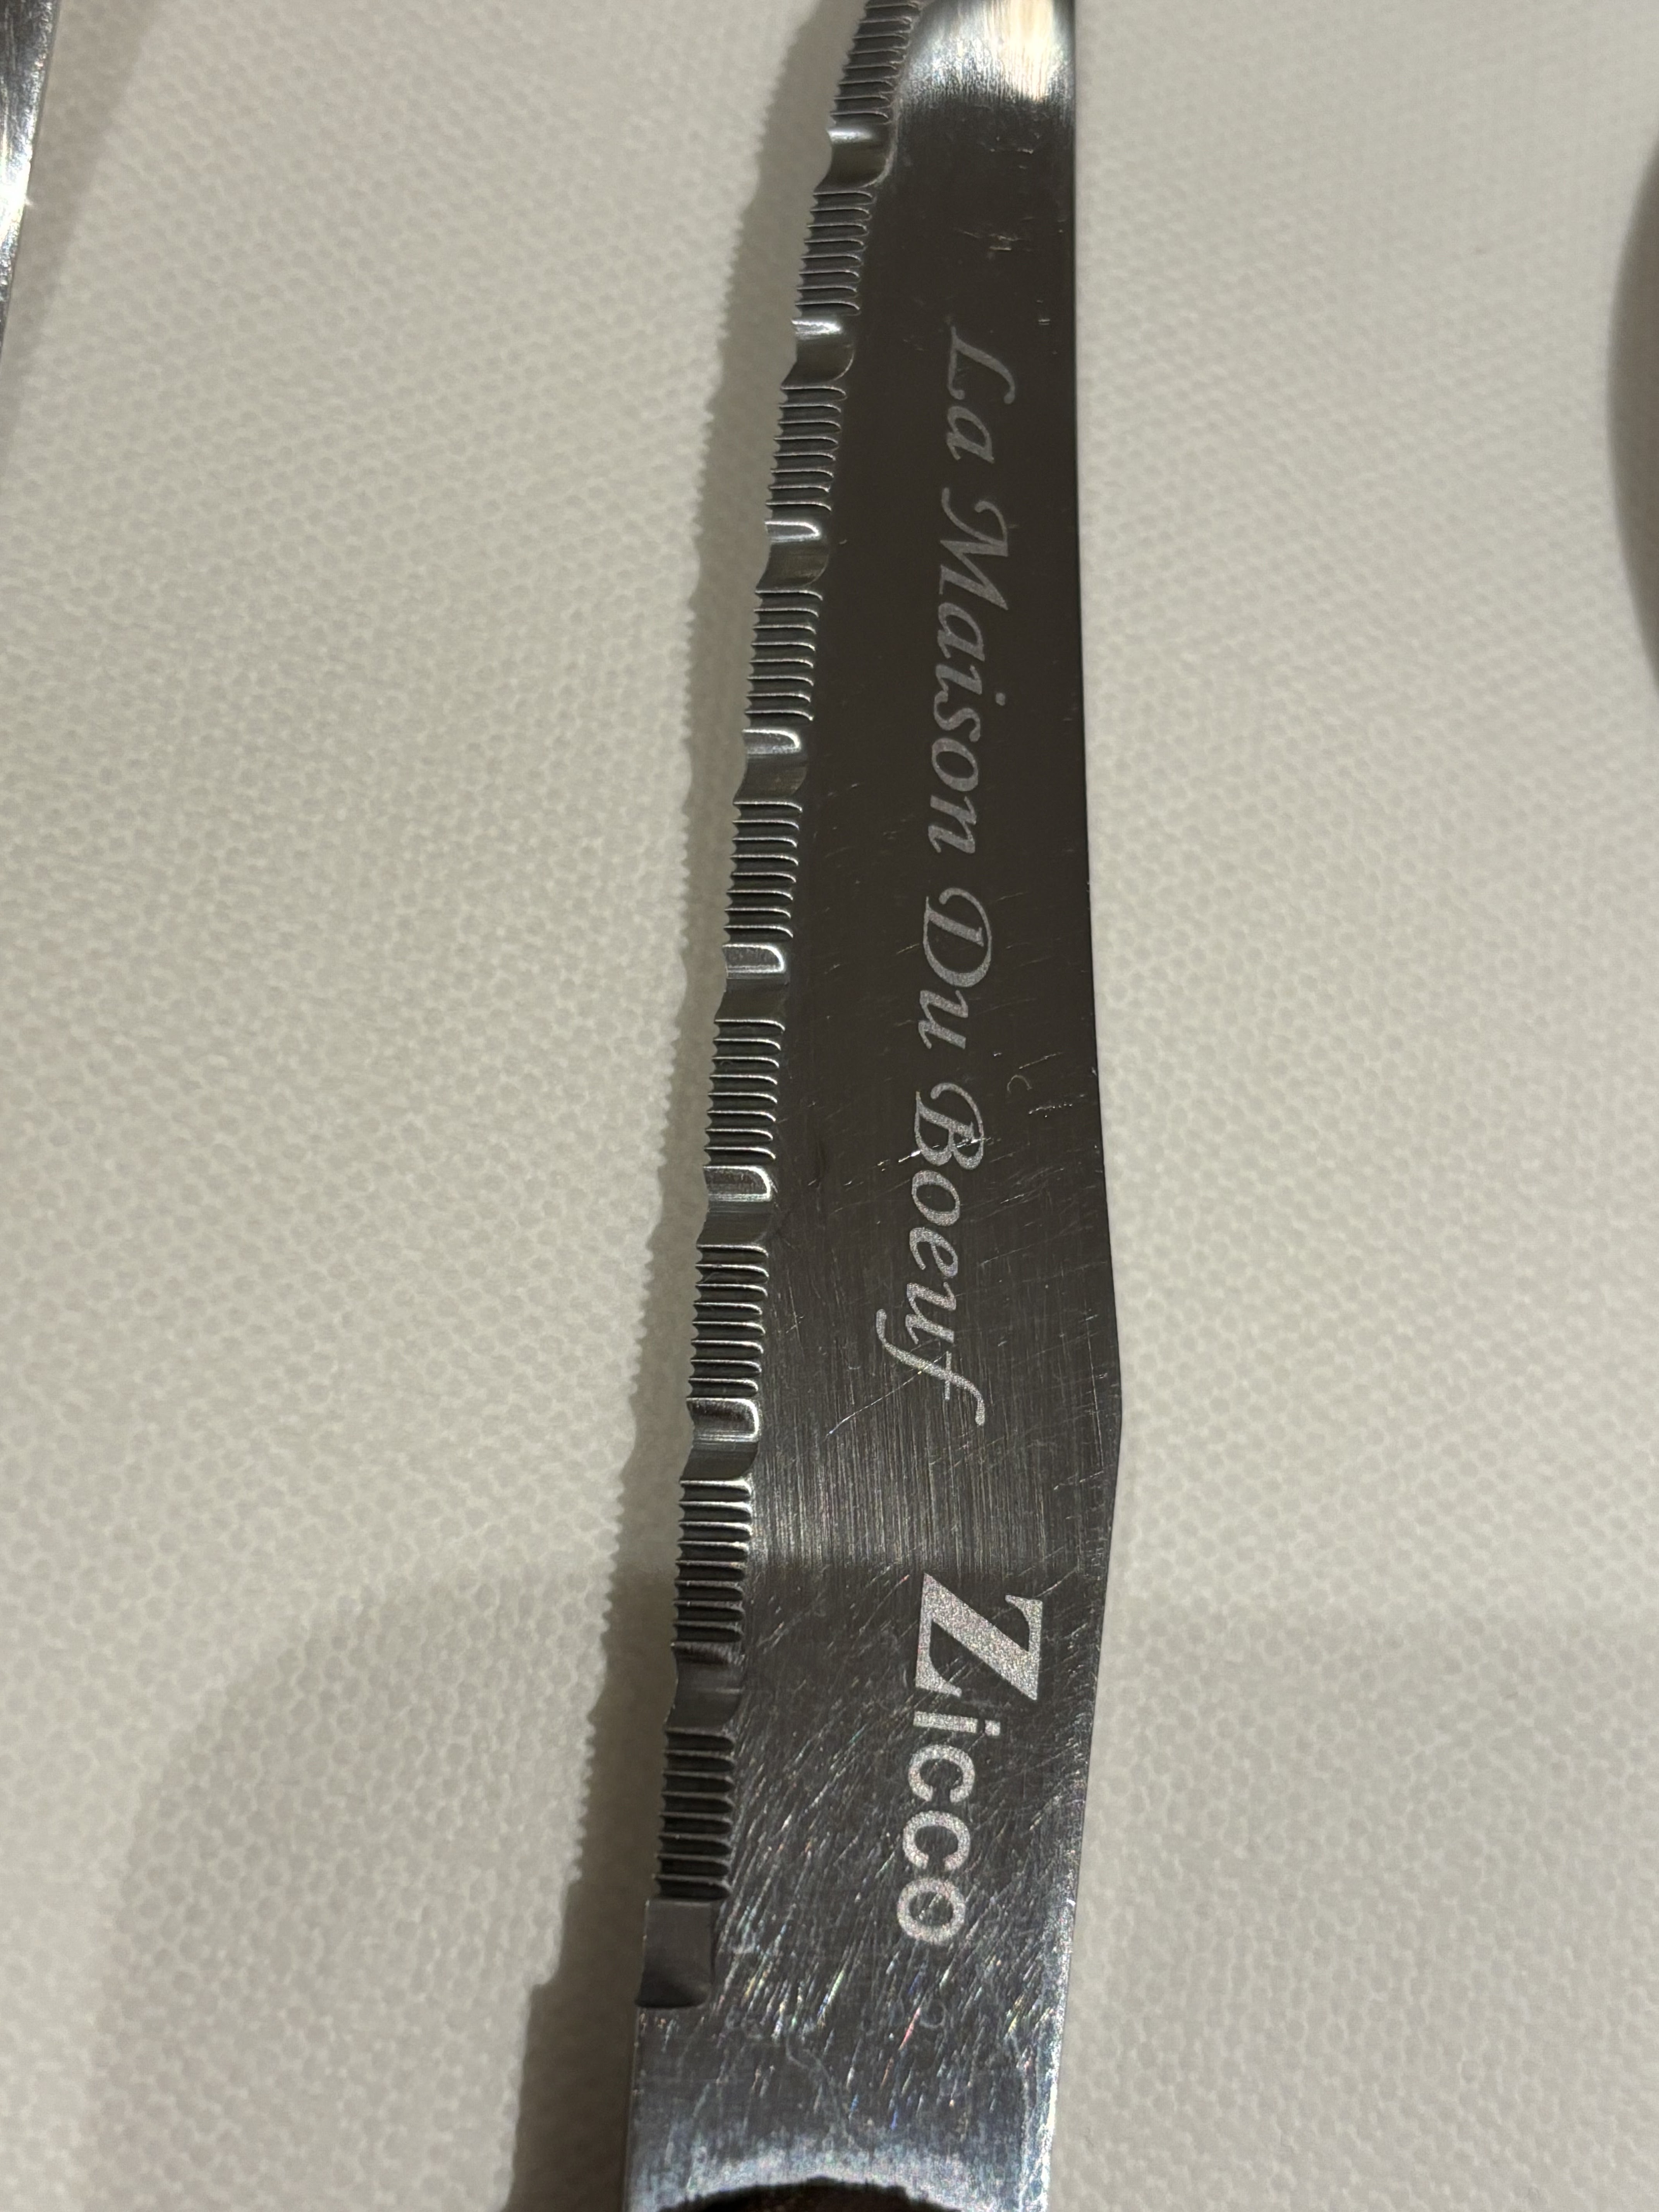 La Maison Du Boeuf
Zicco